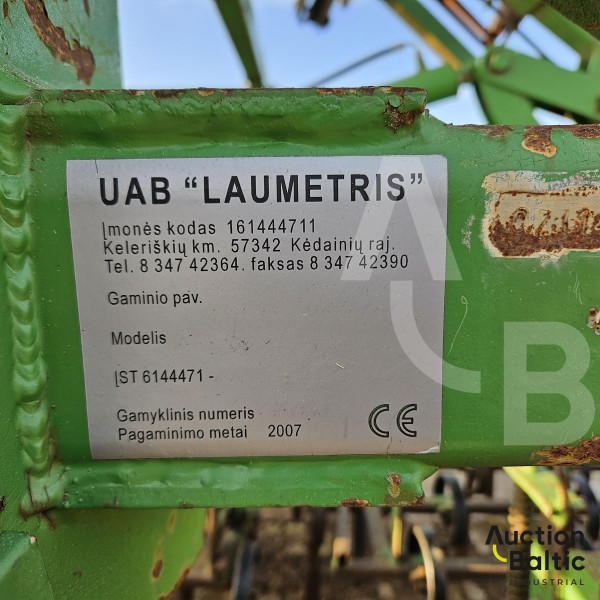 UAB “LAUMETRIS”
Įmonės kodas 161444711
Keleriškių km. 57342 Kėdainių raj.
Tel. 8 347 42364. faksas 8 347 42390
Gaminio pav.
Modelis
ĮST 6144471 -
Gamyklinis numeris
Pagaminimo metai 2007
CE
AB
Auction
Baltic
INDUSTRIAL